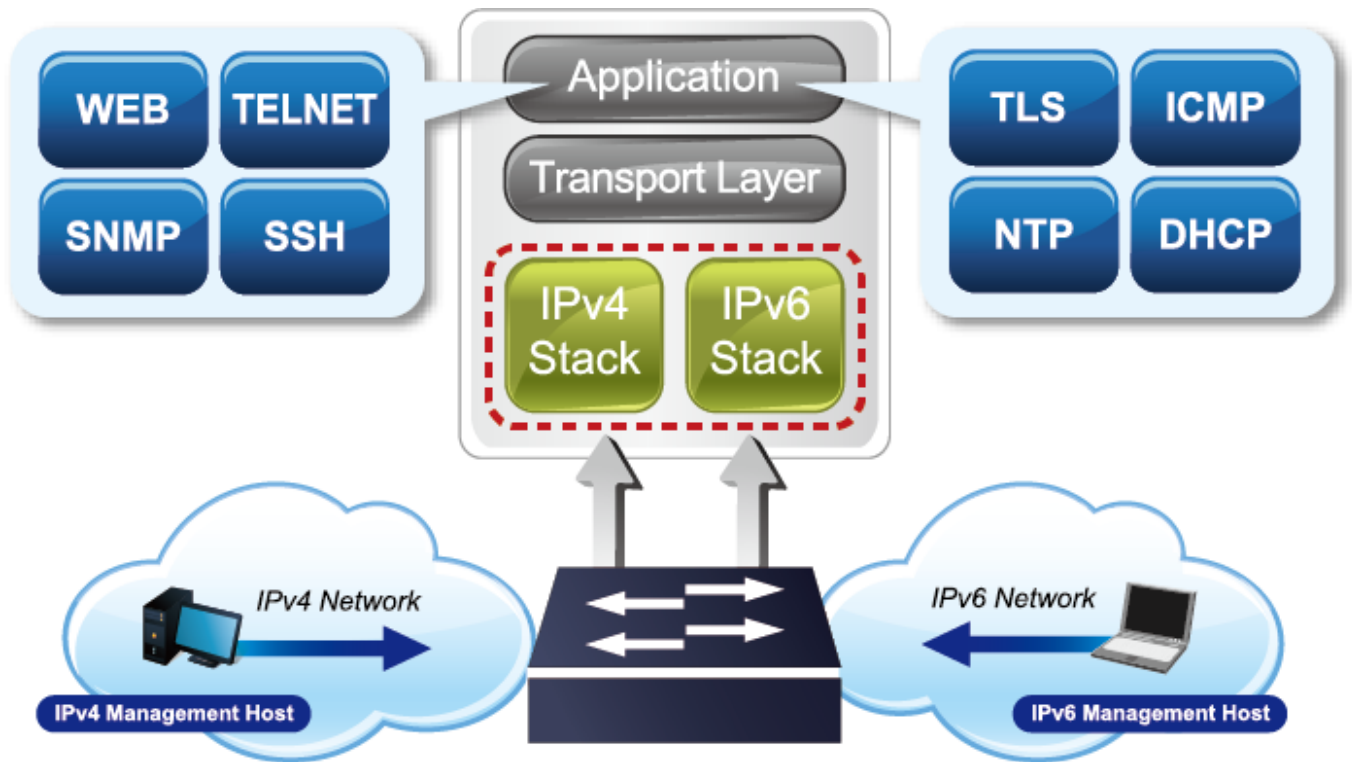 WEB
TELNET
SNMP
SSH
Application
Transport Layer
IPv4
Stack
IPv6
Stack
TLS
ICMP
NTP
DHCP
IPv4 Network
IPv4 Management Host
IPv6 Network
IPv6 Management Host